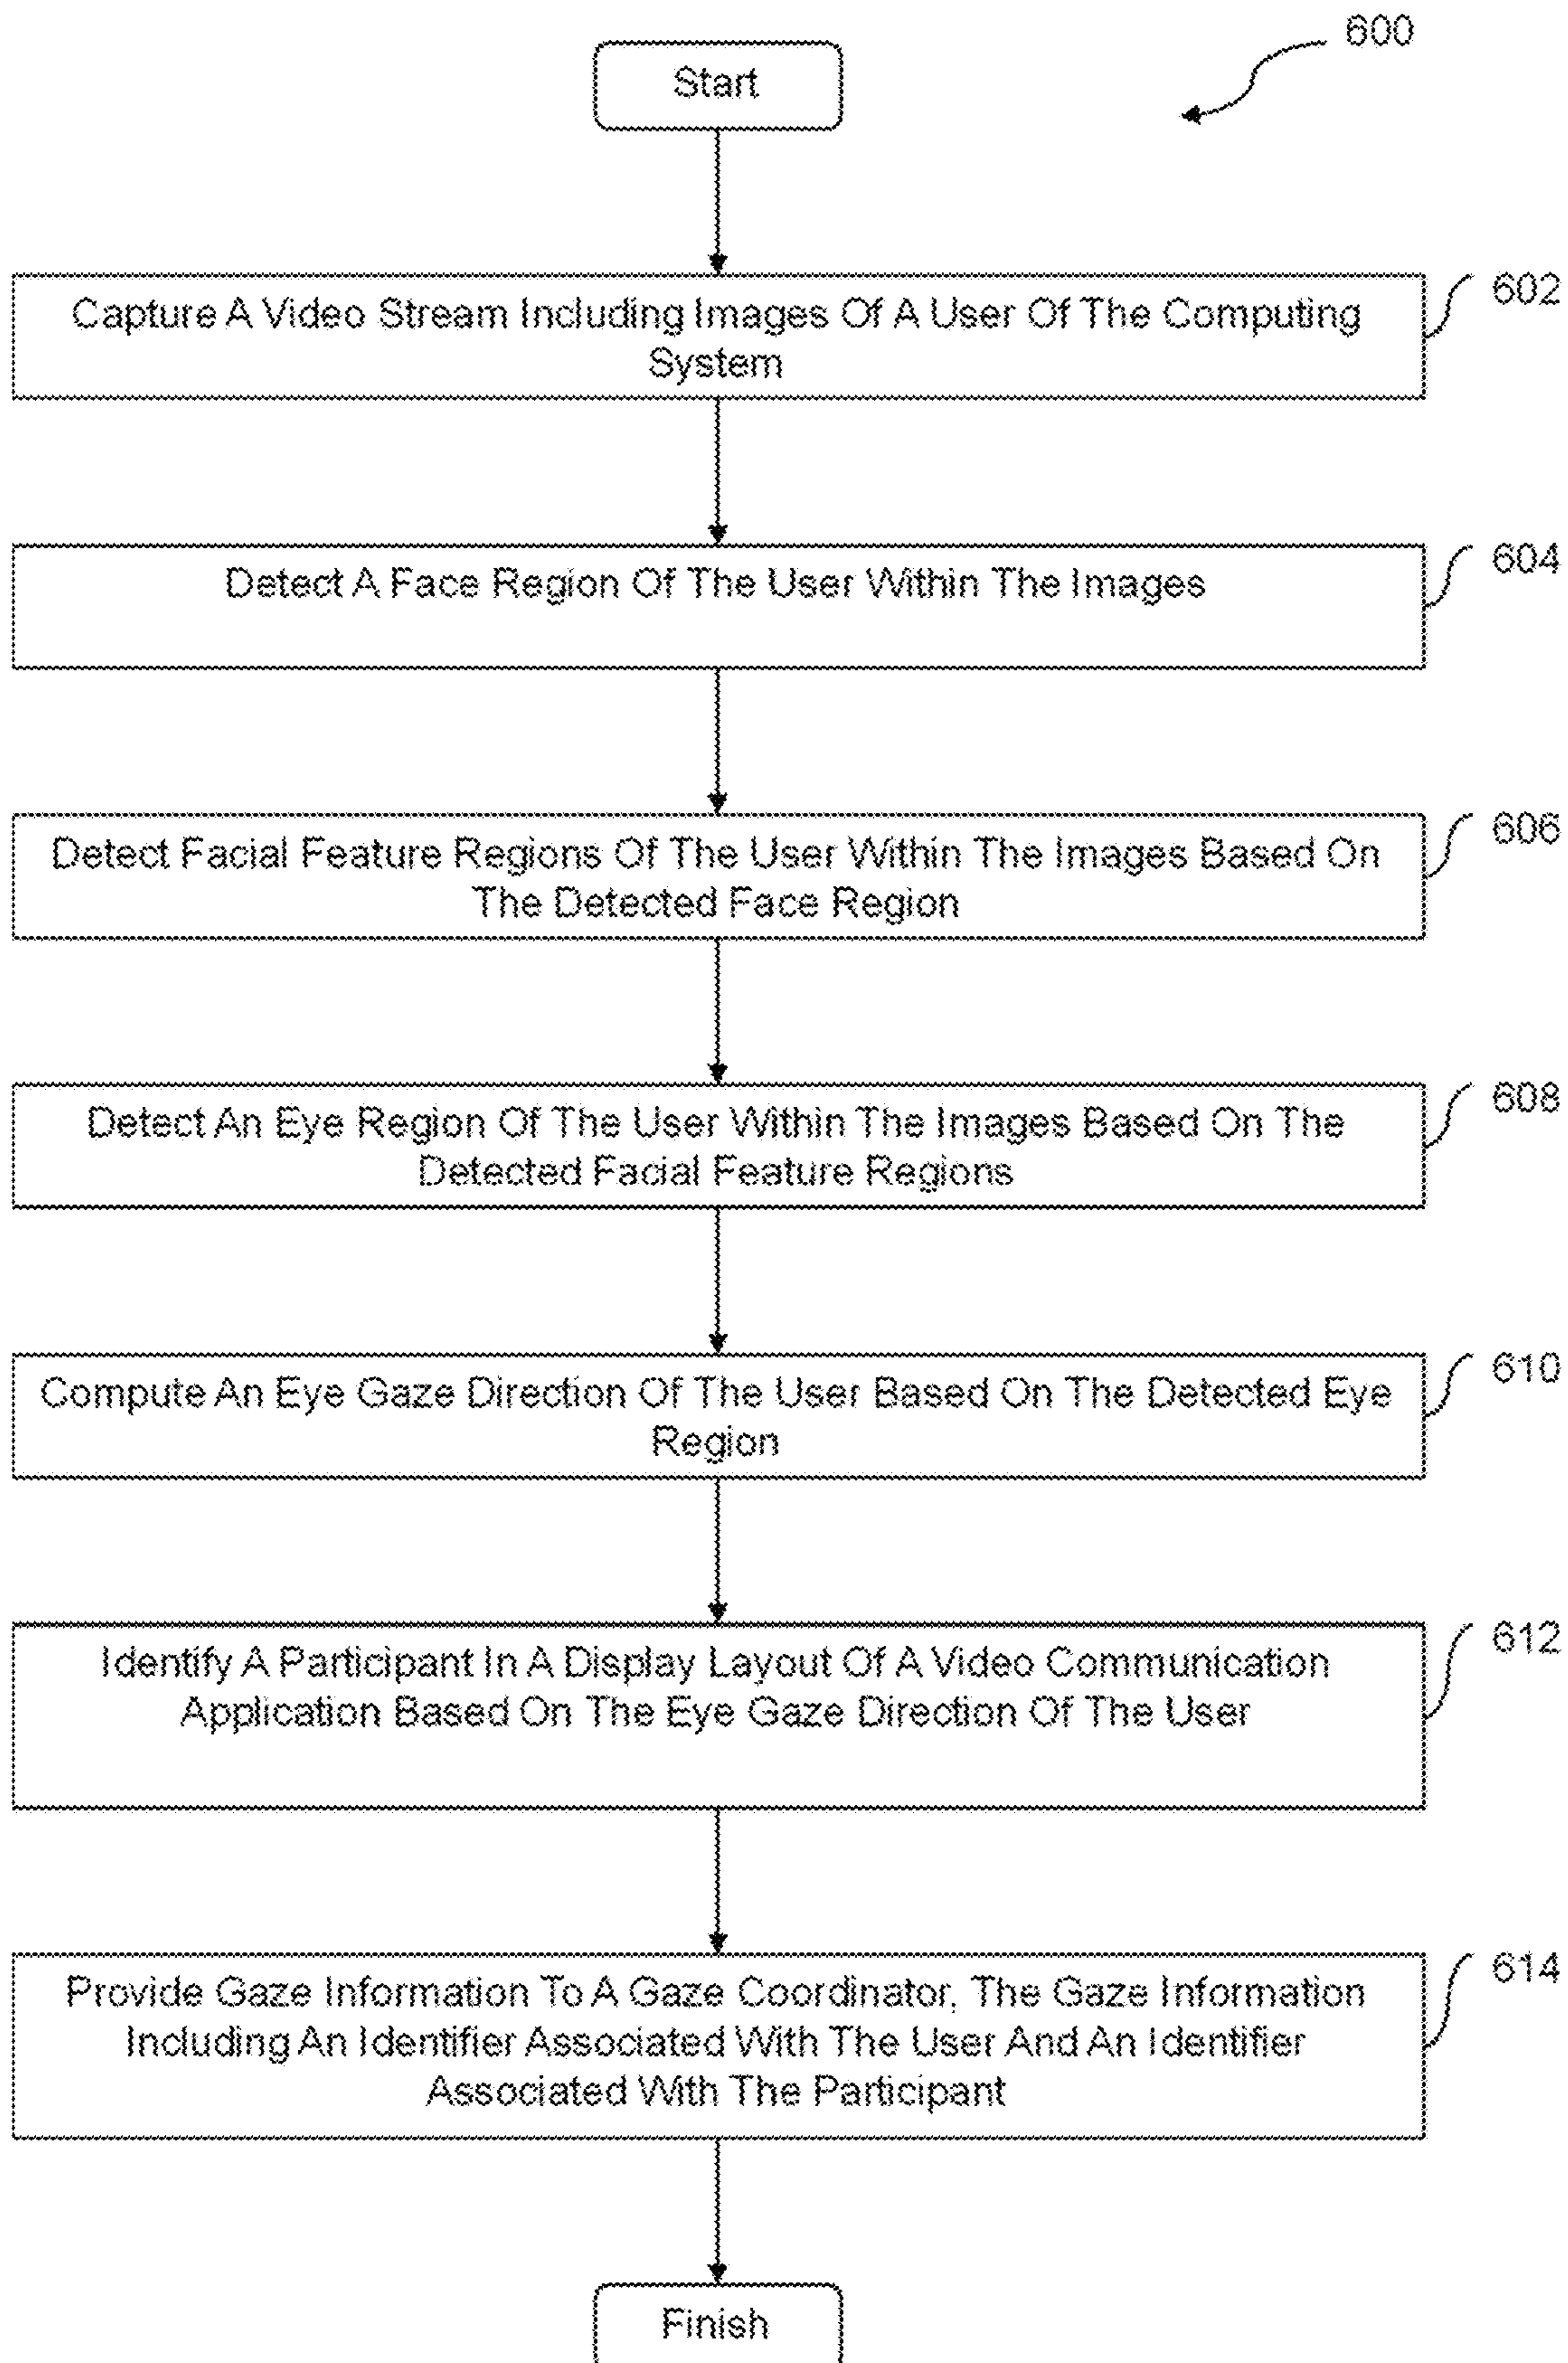 600
Start
Capture A Video Stream Including Images Of A User Of The Computing
System
602
Detect A Face Region Of The User Within The Images
604
Detect Facial Feature Regions Of The User Within The Images Based On
The Detected Face Region
606
Detect An Eye Region Of The User Within The Images Based On The
Detected Facial Feature Regions
608
Compute An Eye Gaze Direction Of The User Based On The Detected Eye
Region
610
Identify A Participant In A Display Layout Of A Video Communication
Application Based On The Eye Gaze Direction Of The User
612
Provide Gaze Information To A Gaze Coordinator, The Gaze Information
Including An Identifier Associated With The User And An Identifier
Associated With The Participant
614
Finish